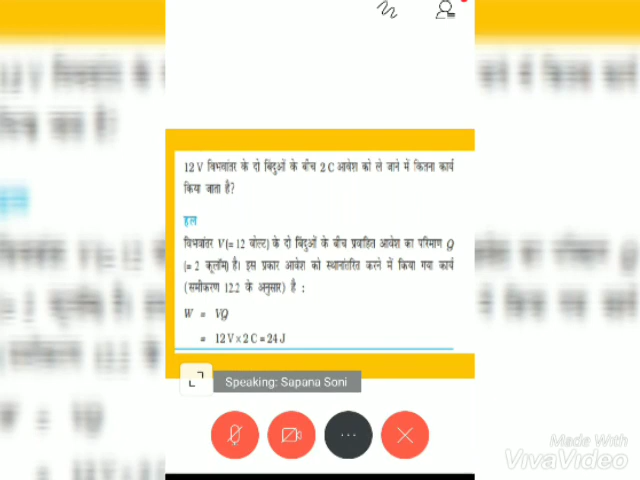 12 V विभवांतर के दो बिंदुओं के बीच 2 C आवेश को ले जाने में कितना कार्य
किया जाता है?
हल
विभवांतर V (= 12 वोल्ट) के दो बिंदुओं के बीच प्रवाहित आवेश का परिमाण Q
(= 2 कूलॉम) है। इस प्रकार आवेश को स्थानांतरित करने में किया गया कार्य
(समीकरण 12.2 के अनुसार) है :
W = VQ
= 12 V × 2 C = 24 J
Speaking: Sapana Soni
Made With
VivaVideo